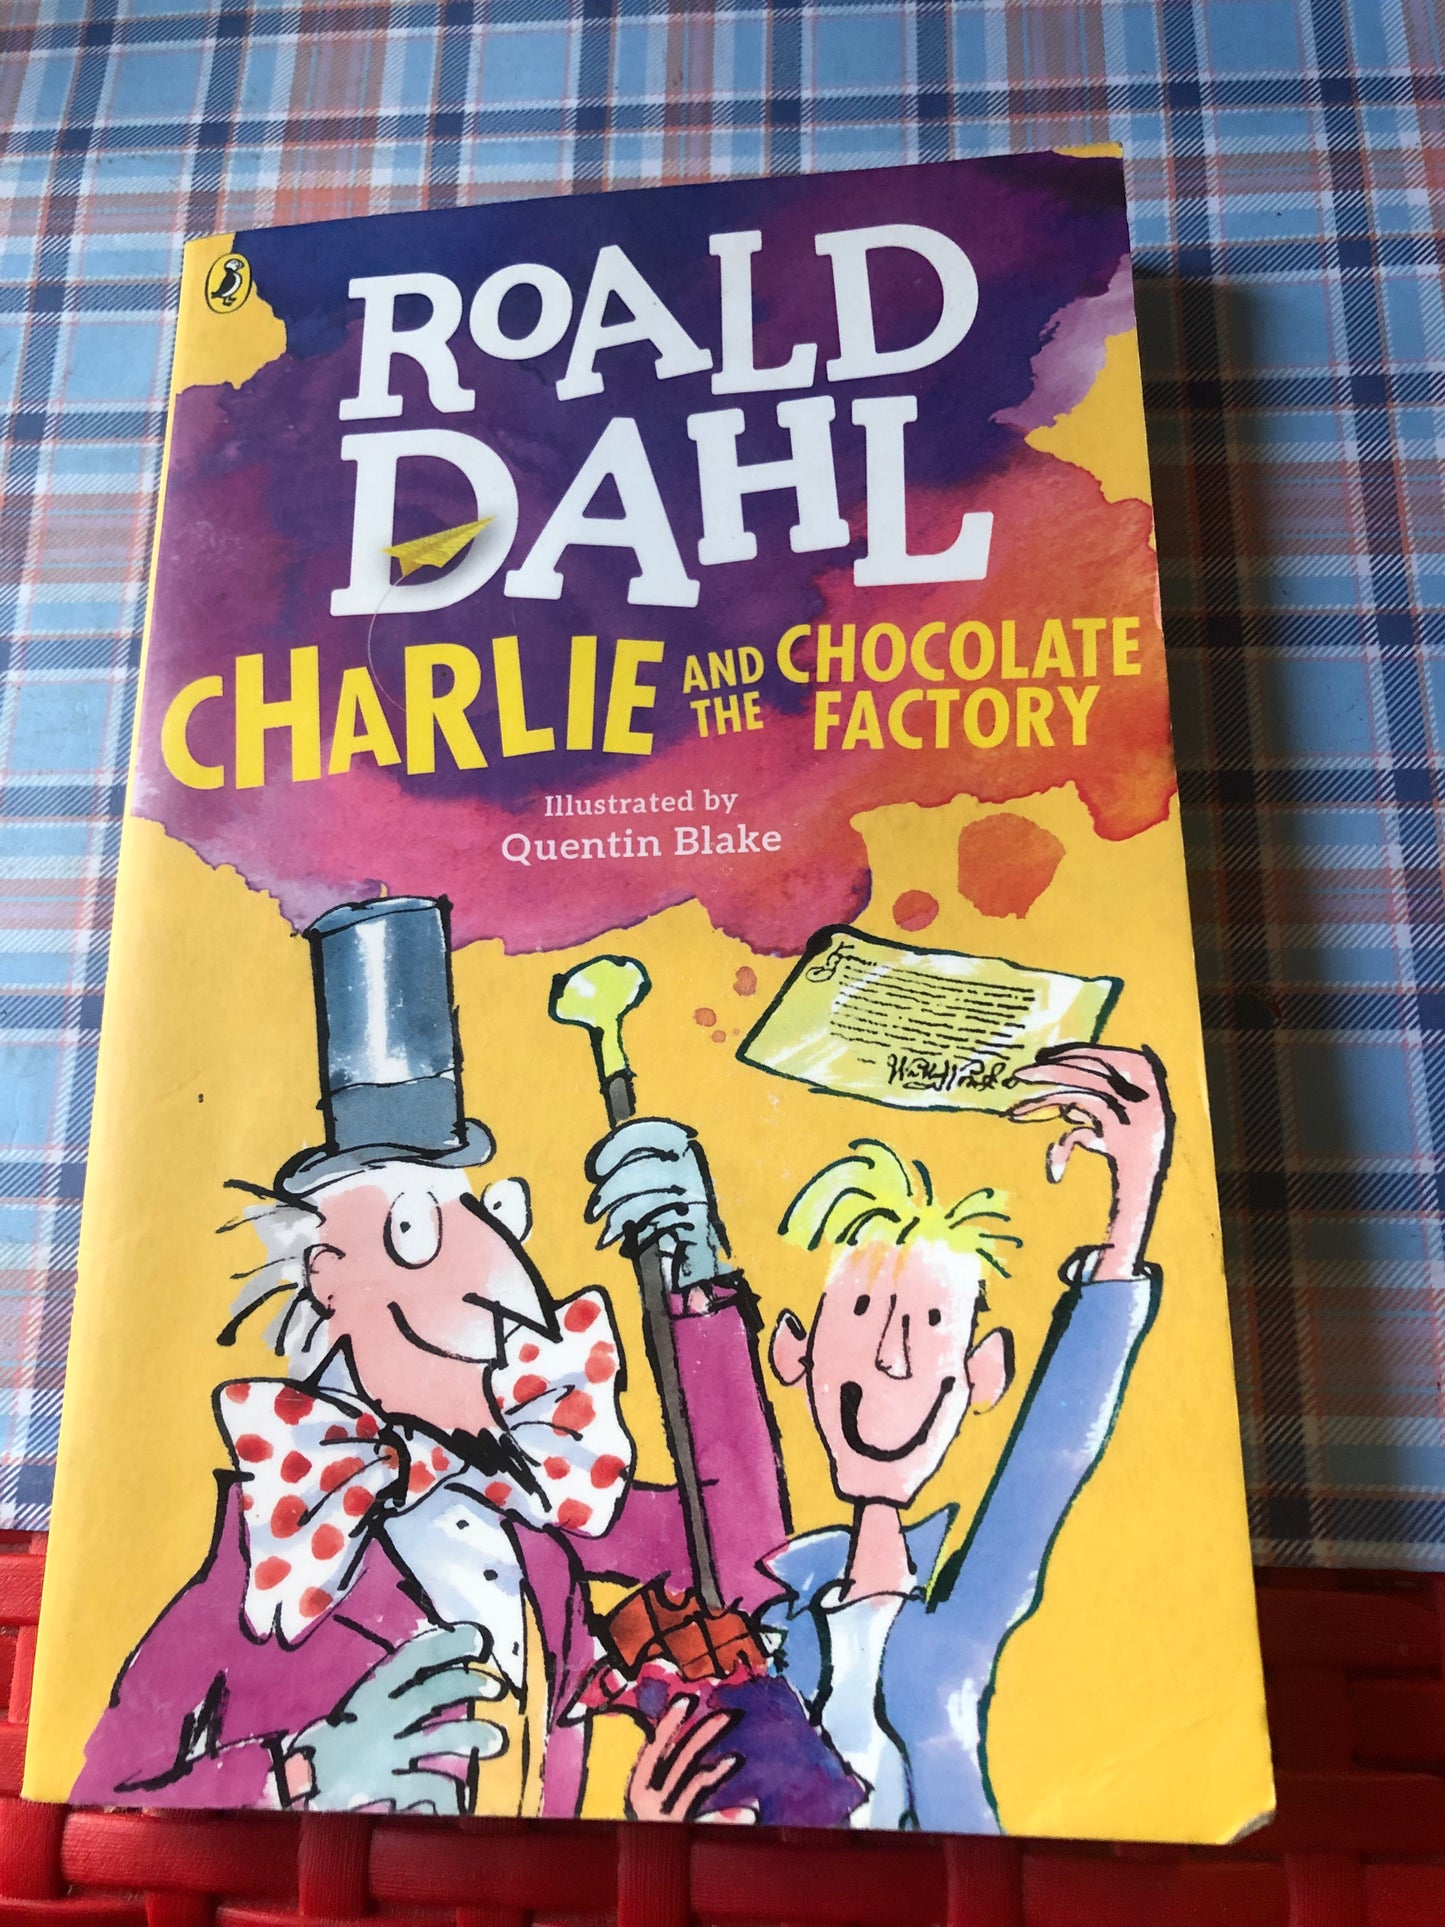 ROALD
DAHL
CHARLIE AND THE CHOCOLATE FACTORY
Illustrated by
Quentin Blake